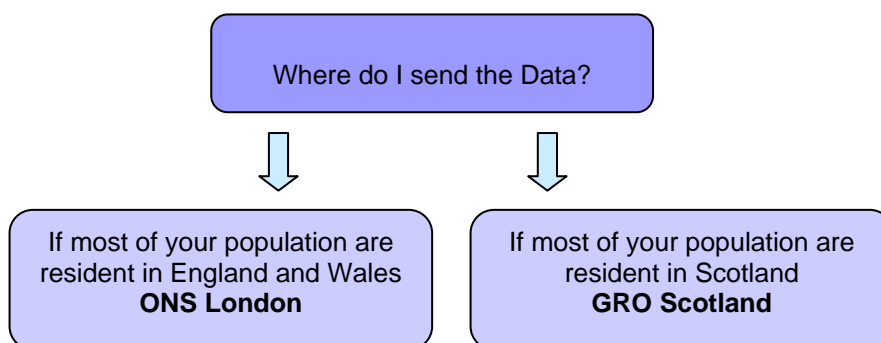 Where do I send the Data?
If most of your population are
resident in England and Wales
ONS London
If most of your population are
resident in Scotland
GRO Scotland